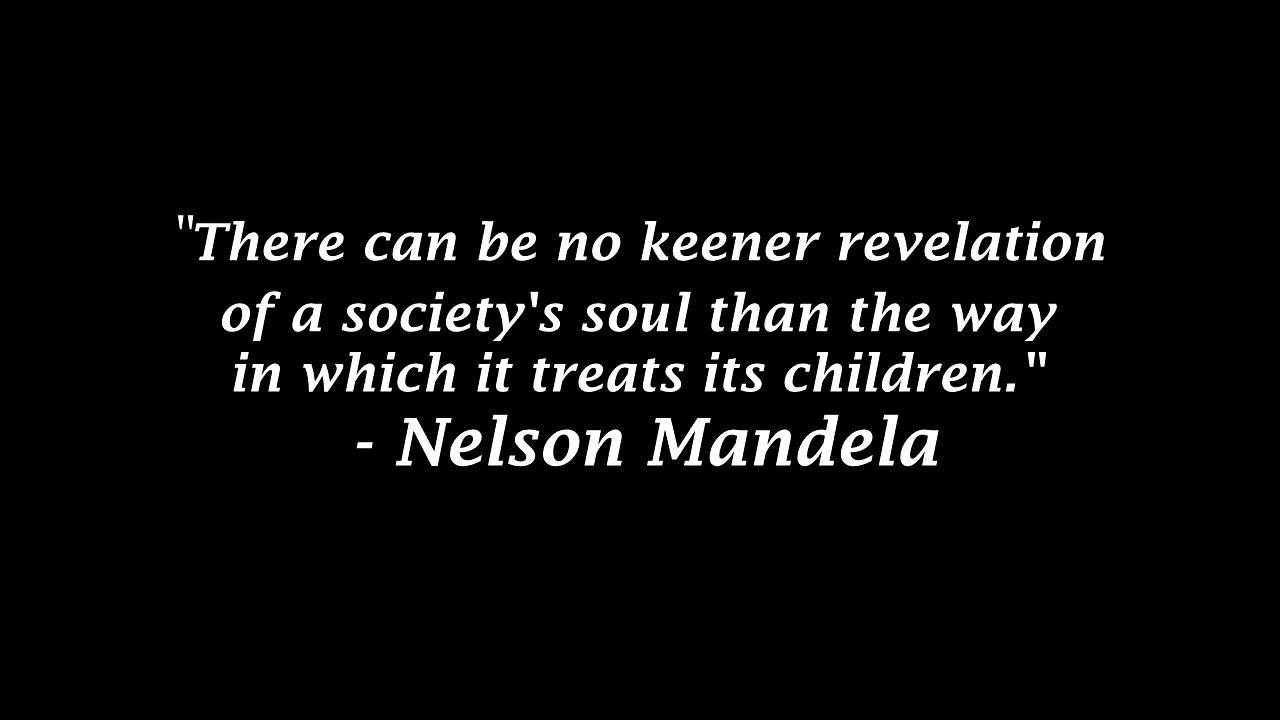 "There can be no keener revelation
of a society's soul than the way
in which it treats its children."
- Nelson Mandela